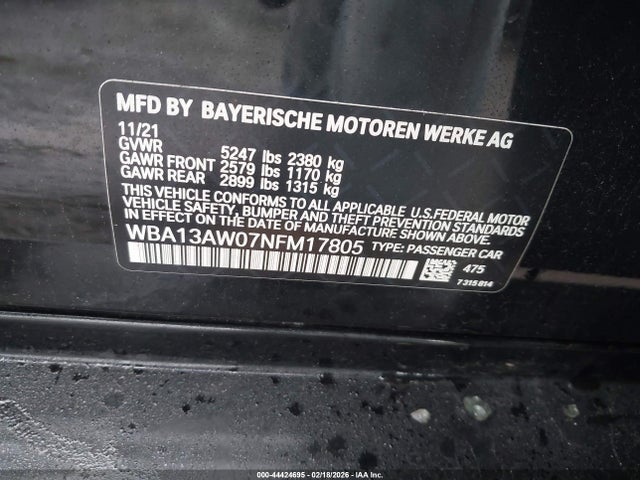 MFD BY BAYERISCHE MOTOREN WERKE AG
11/21
GVWR 5247 lbs 2380 kg
GAWR FRONT 2579 lbs 1170 kg
GAWR REAR 2899 lbs 1315 kg
THIS VEHICLE CONFORMS TO ALL APPLICABLE U.S.FEDERAL MOTOR
VEHICLE SAFETY, BUMPER AND THEFT PREVENTION STANDARDS
IN EFFECT ON THE DATE OF MANUFACTURE SHOWN ABOVE.
WBA13AW07NFM17805 TYPE: PASSENGER CAR
475
7315814
000-44424695 - 02/18/2026 - IAA Inc.